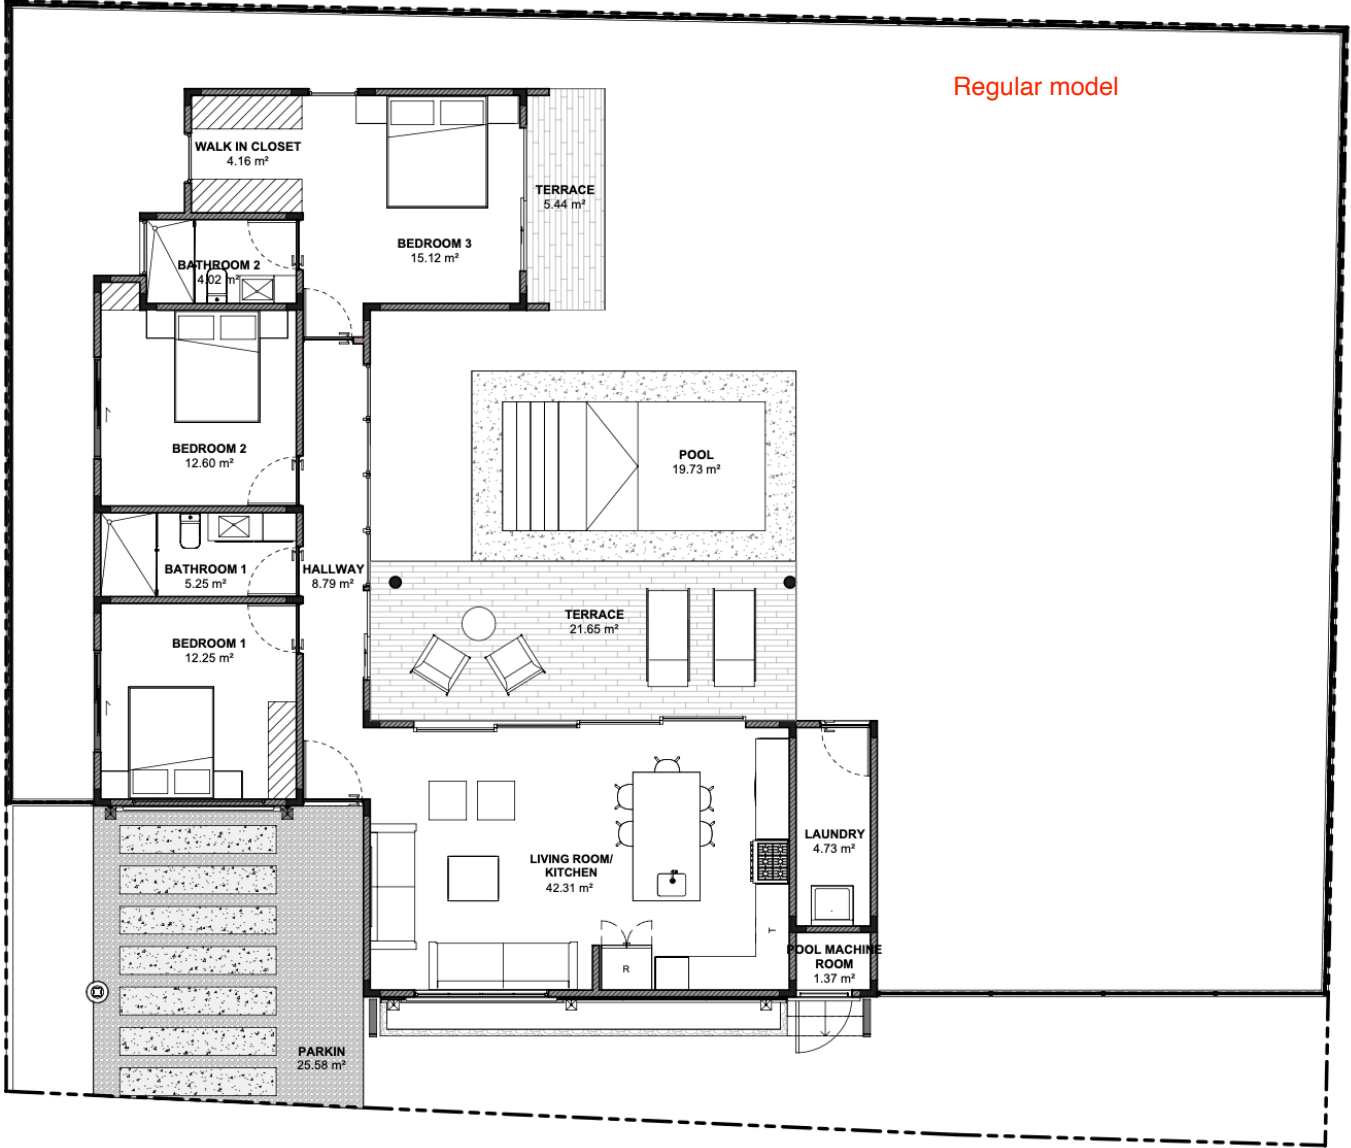 Regular model
WALK IN CLOSET
4.16 m²
TERRACE
5.44 m²
BEDROOM 3
15.12 m²
BATHROOM 2
4.02 m²
BEDROOM 2
12.60 m²
POOL
19.73 m²
BATHROOM 1
5.25 m²
HALLWAY
8.79 m²
TERRACE
21.65 m²
BEDROOM 1
12.25 m²
LAUNDRY
4.73 m²
LIVING ROOM/
KITCHEN
42.31 m²
T
POOL MACHINE
ROOM
1.37 m²
R
PARKIN
25.58 m²